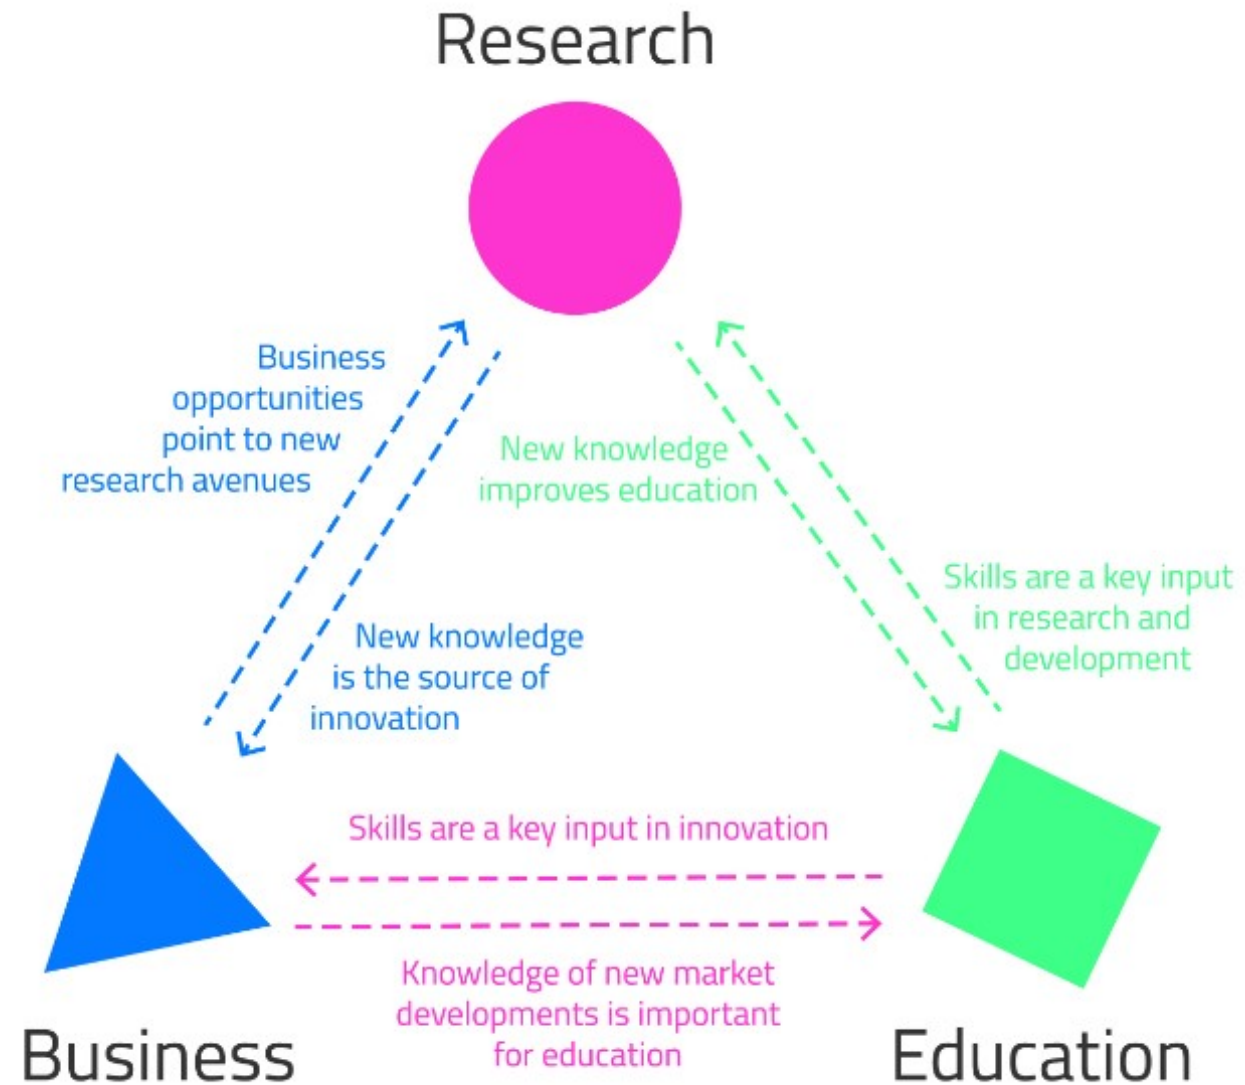 Research
Business
opportunities
point to new
research avenues
New knowledge
improves education
Skills are a key input
in research and
development
New knowledge
is the source of
innovation
Skills are a key input in innovation
Knowledge of new market
developments is important
for education
Business
Education